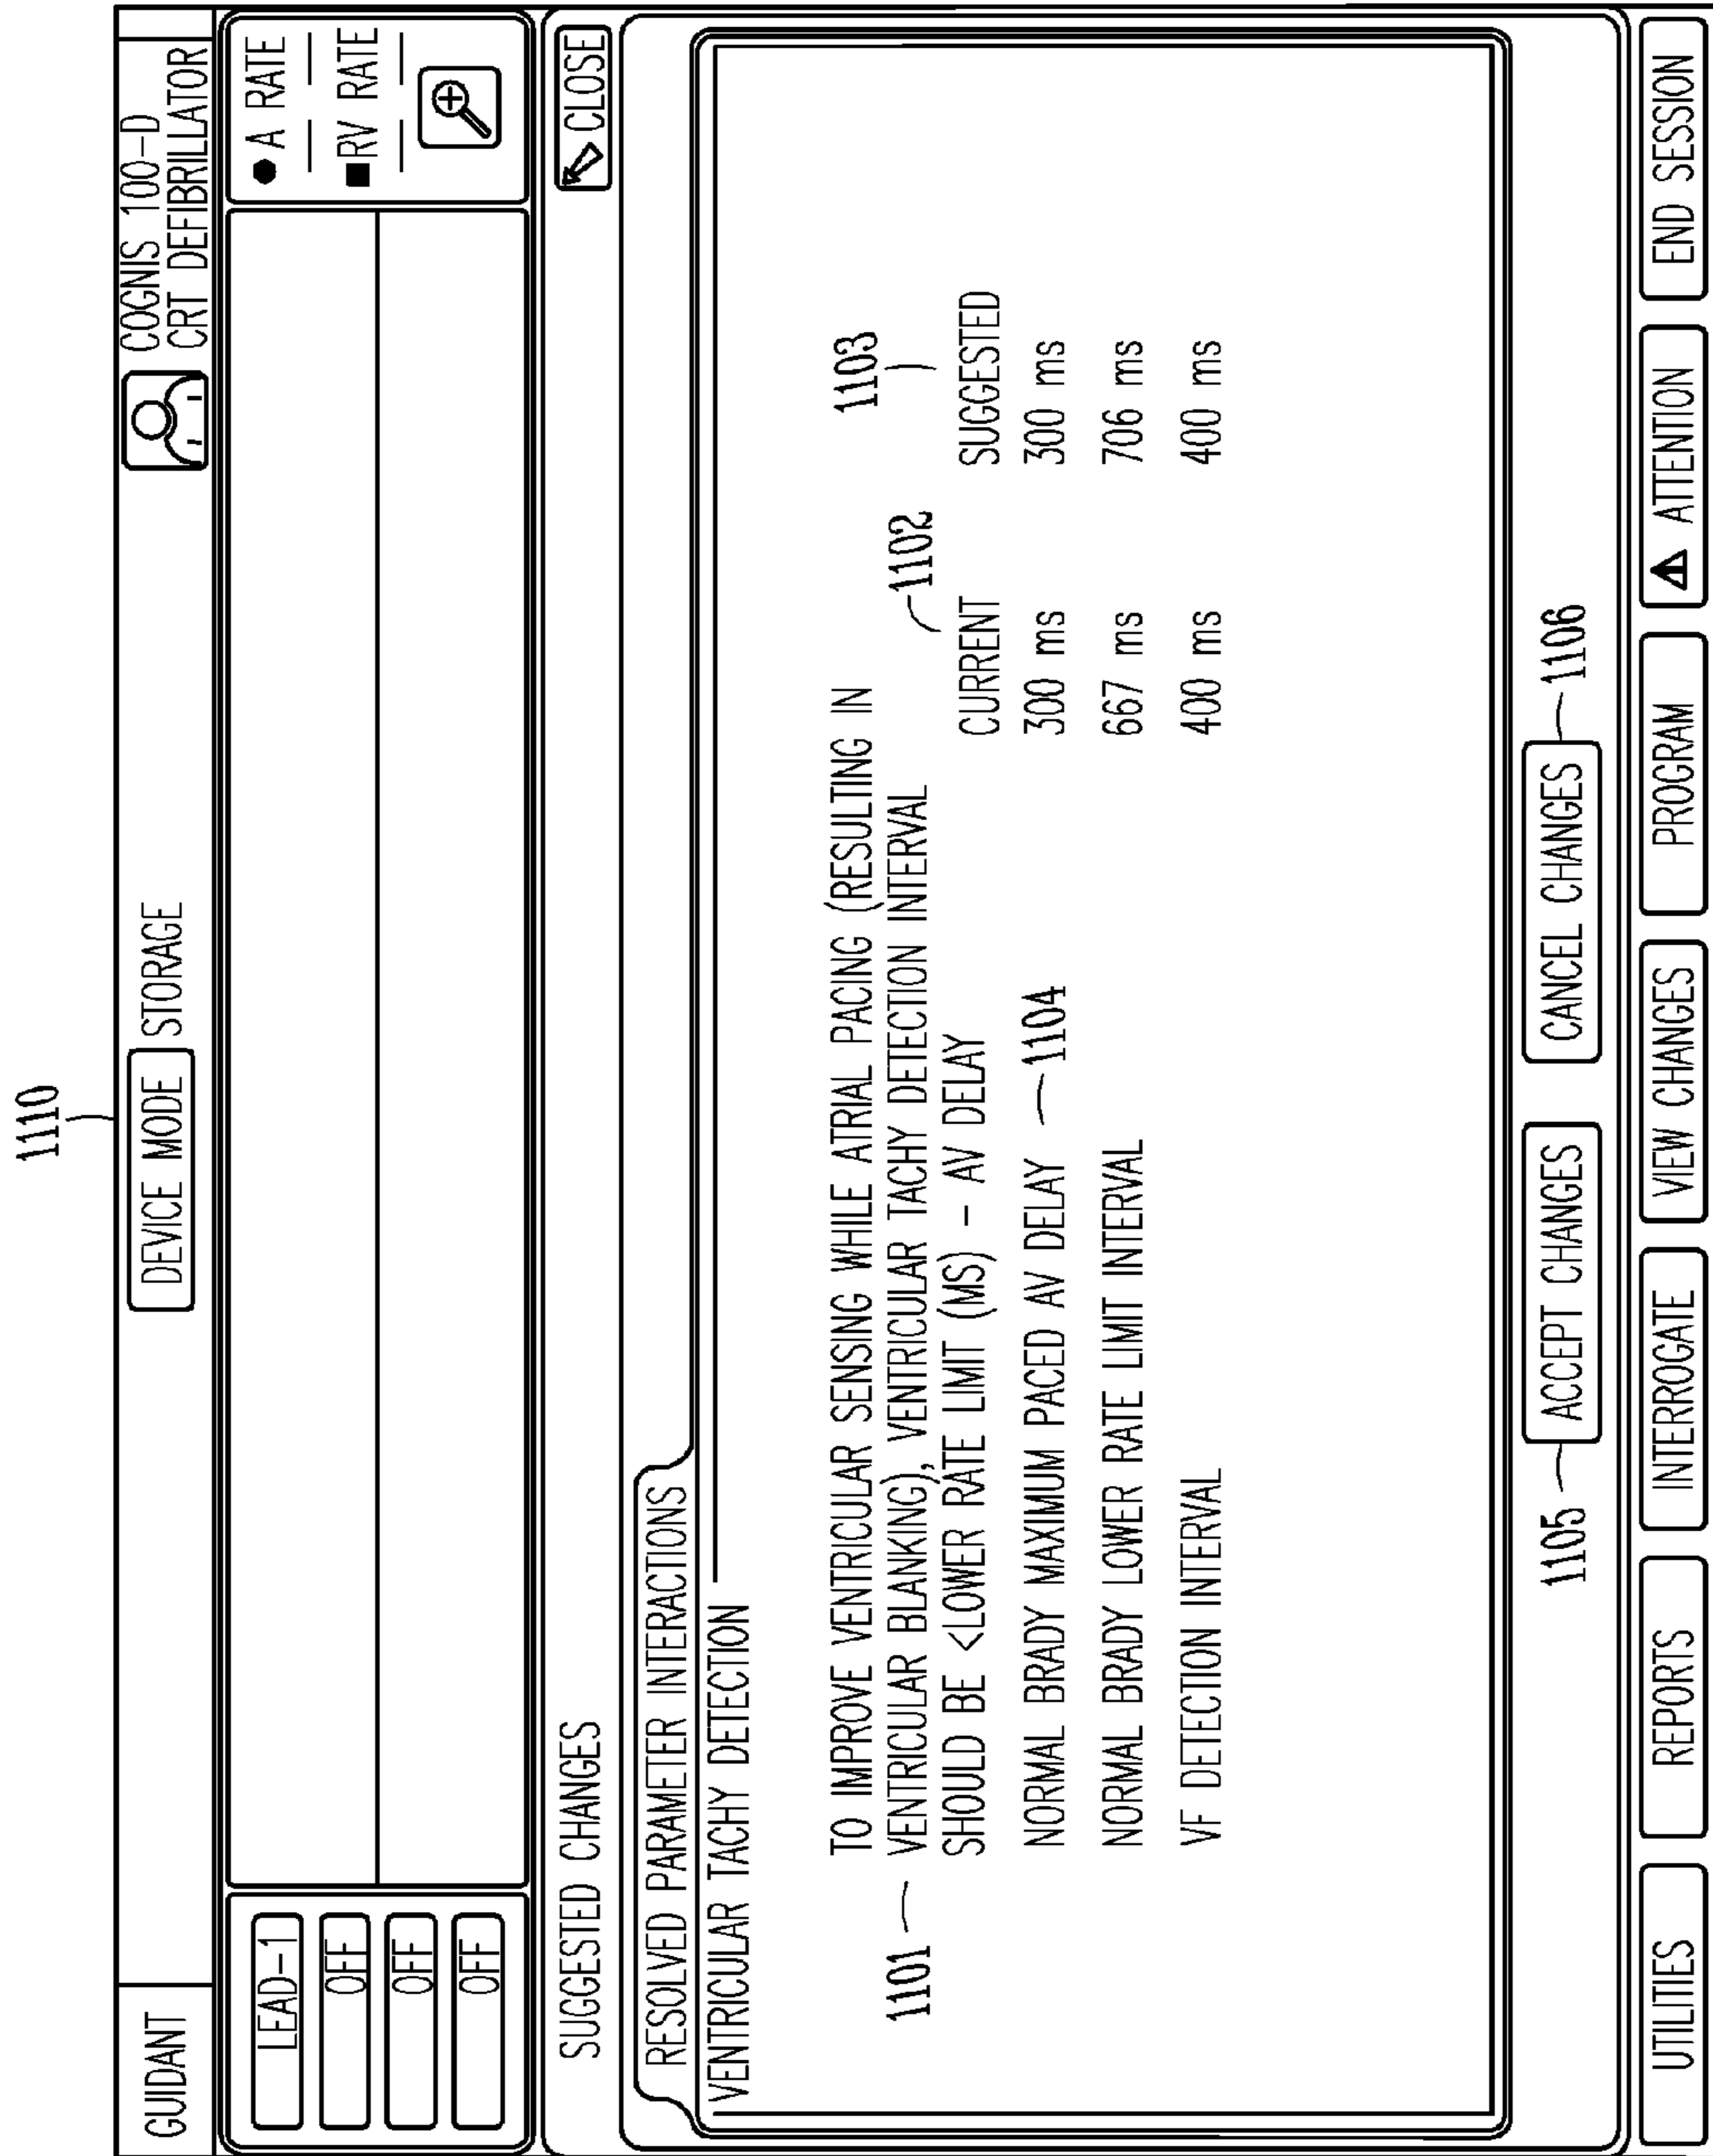 1110
GUIDANT
DEVICE MODE STORAGE
COGNIS 100-D
CRT DEFIBRILLATOR
LEAD-1
OFF
OFF
OFF
A RATE
RV RATE
SUGGESTED CHANGES
CLOSE
RESOLVED PARAMETER INTERACTIONS
VENTRICULAR TACHY DETECTION
TO IMPROVE VENTRICULAR SENSING WHILE ATRIAL PACING (RESULTING IN
1101 VENTRICULAR BLANKING), VENTRICULAR TACHY DETECTION INTERVAL
SHOULD BE <LOWER RATE LIMIT (MS) - AV DELAY
1102 1103
CURRENT SUGGESTED
NORMAL BRADY MAXIMUM PACED AV DELAY 1104 300 ms 300 ms
NORMAL BRADY LOWER RATE LIMIT INTERVAL 667 ms 706 ms
VF DETECTION INTERVAL 400 ms 400 ms
1105 ACCEPT CHANGES CANCEL CHANGES 1106
UTILITIES REPORTS INTERROGATE VIEW CHANGES PROGRAM ATTENTION END SESSION